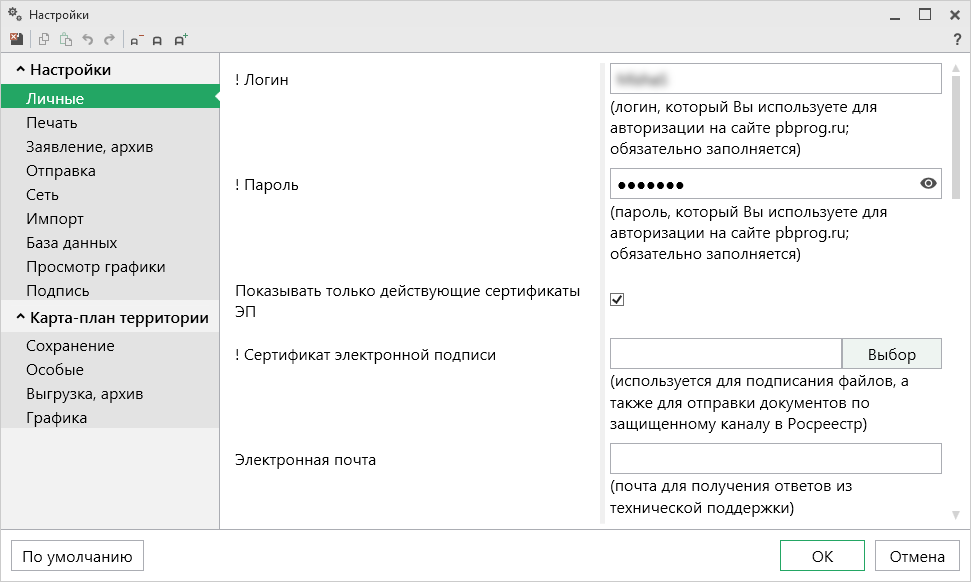 Настройки
?
Настройки
Личные
Печать
Заявление, архив
Отправка
Сеть
Импорт
База данных
Просмотр графики
Подпись
Карта-план территории
Сохранение
Особые
Выгрузка, архив
Графика
! Логин
(логин, который Вы используете для
авторизации на сайте pbprog.ru;
обязательно заполняется)
! Пароль
●●●●●●●
(пароль, который Вы используете для
авторизации на сайте pbprog.ru;
обязательно заполняется)
Показывать только действующие сертификаты
ЭП
! Сертификат электронной подписи
Выбор
(используется для подписания файлов, а
также для отправки документов по
защищенному каналу в Росреестр)
Электронная почта
(почта для получения ответов из
технической поддержки)
По умолчанию
ОК
Отмена